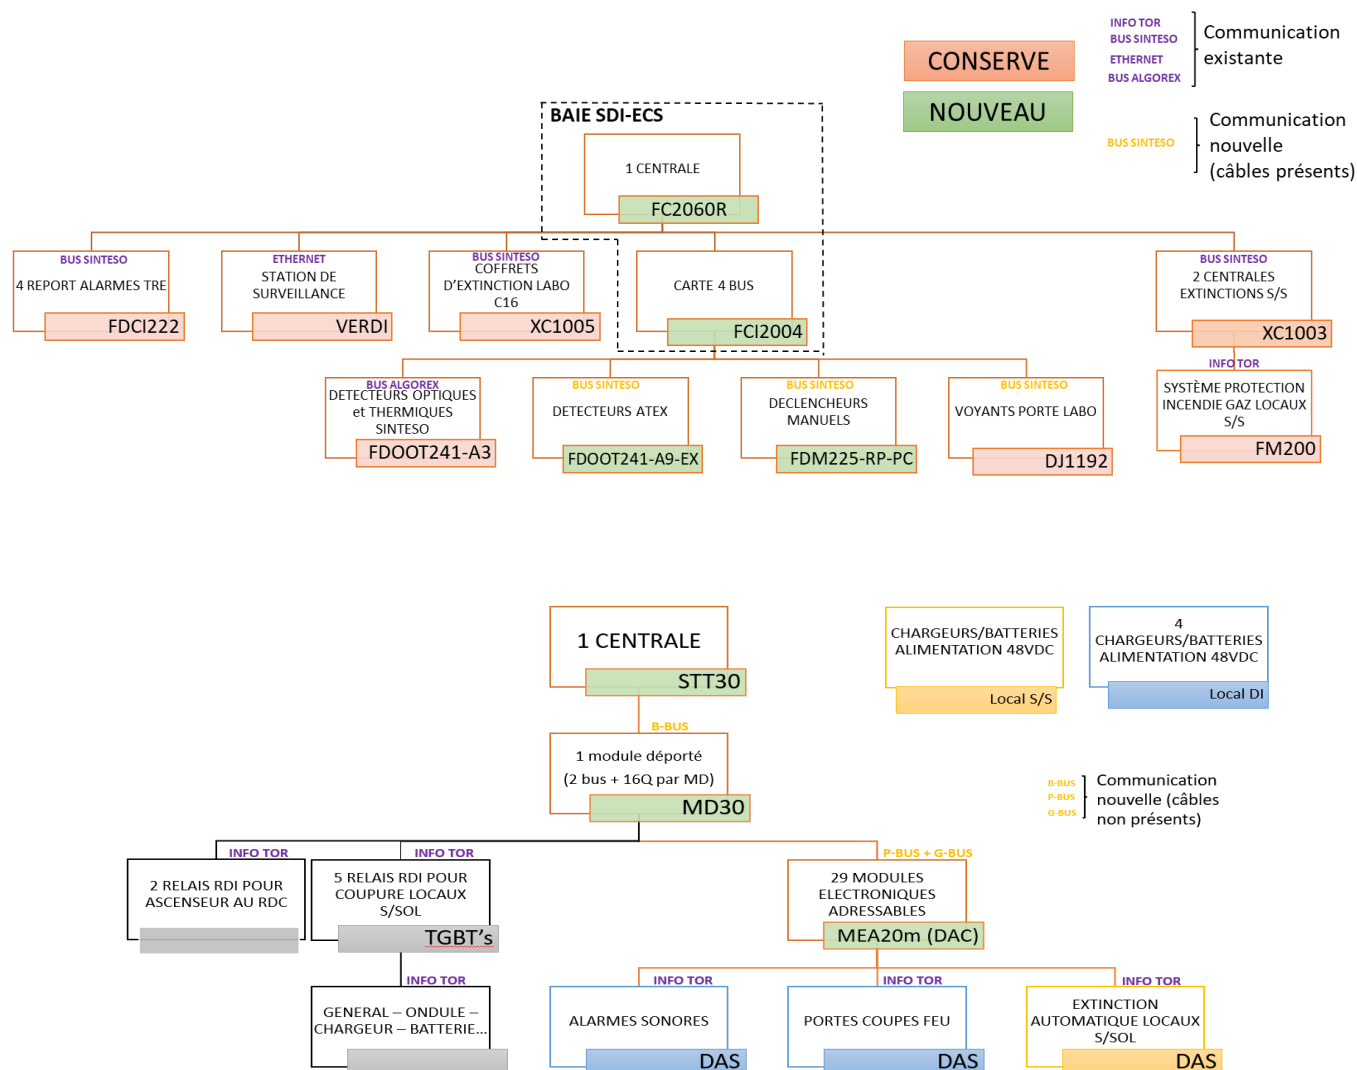 INFO TOR
BUS SINTESO
ETHERNET
BUS ALGOREX
Communication
existante
CONSERVE
NOUVEAU
BUS SINTESO
Communication
nouvelle
(câbles présents)
BAIE SDI-ECS
1 CENTRALE
FC2060R
BUS SINTESO
4 REPORT ALARMES TRE
FDCI222
ETHERNET
STATION DE
SURVEILLANCE
VERDI
BUS SINTESO
COFFRETS
D'EXTINCTION LABO
C16
XC1005
CARTE 4 BUS
FCI2004
BUS SINTESO
2 CENTRALES
EXTINCTIONS S/S
XC1003
BUS ALGOREX
DETECTEURS OPTIQUES
et THERMIQUES
SINTESO
FDOOT241-A3
BUS SINTESO
DETECTEURS ATEX
FDOOT241-A9-EX
BUS SINTESO
DECLENCHEURS
MANUELS
FDM225-RP-PC
BUS SINTESO
VOYANTS PORTE LABO
DJ1192
INFO TOR
SYSTÈME PROTECTION
INCENDIE GAZ LOCAUX
S/S
FM200
1 CENTRALE
STT30
CHARGEURS/BATTERIES
ALIMENTATION 48VDC
Local S/S
4
CHARGEURS/BATTERIES
ALIMENTATION 48VDC
Local DI
B-BUS
1 module déporté
(2 bus + 16Q par MD)
MD30
B-BUS
P-BUS
G-BUS
Communication
nouvelle (câbles
non présents)
INFO TOR
2 RELAIS RDI POUR
ASCENSEUR AU RDC
INFO TOR
5 RELAIS RDI POUR
COUPURE LOCAUX
S/SOL
TGBT's
P-BUS + G-BUS
29 MODULES
ELECTRONIQUES
ADRESSABLES
MEA20m (DAC)
INFO TOR
GENERAL – ONDULE –
CHARGEUR – BATTERIE...
INFO TOR
ALARMES SONORES
DAS
INFO TOR
PORTES COUPES FEU
DAS
INFO TOR
EXTINCTION
AUTOMATIQUE LOCAUX
S/SOL
DAS